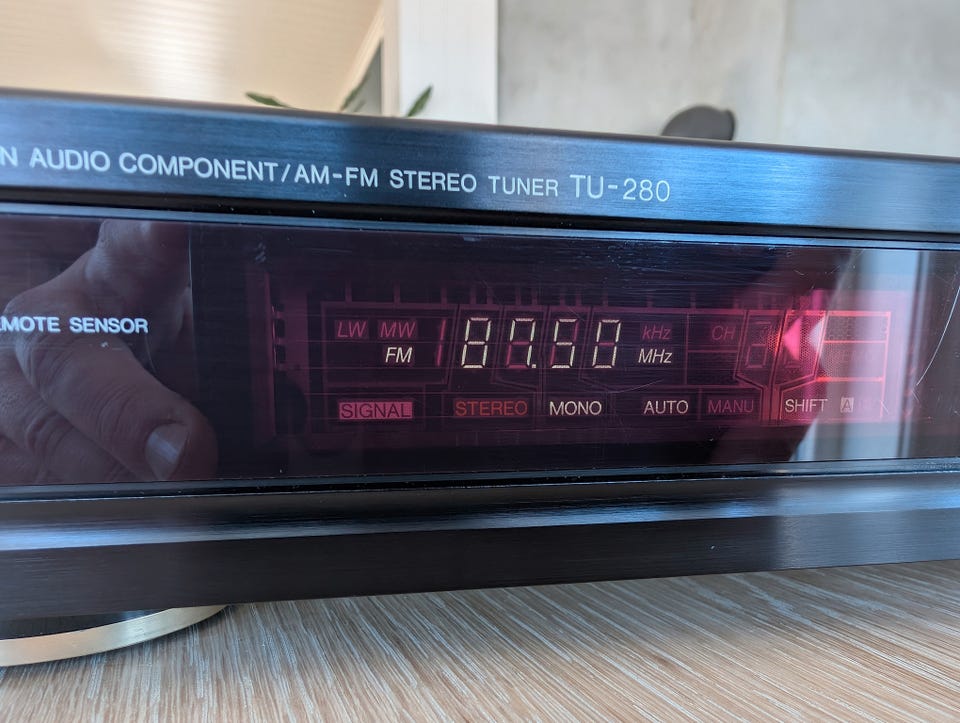 N AUDIO COMPONENT/AM-FM STEREO TUNER TU-280
EMOTE SENSOR
LW MW 87.50 kHz CH
FM MHz
SIGNAL STEREO MONO AUTO MANU SHIFT A